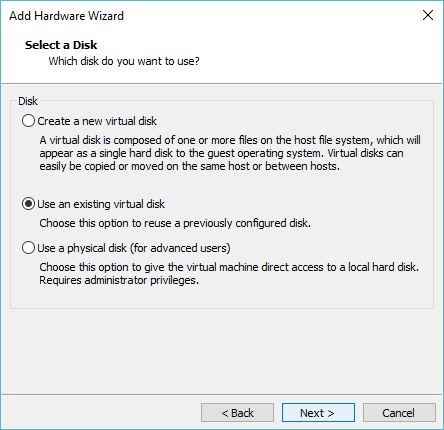 Add Hardware Wizard
Select a Disk
Which disk do you want to use?
Disk
Create a new virtual disk
A virtual disk is composed of one or more files on the host file system, which will
appear as a single hard disk to the guest operating system. Virtual disks can
easily be copied or moved on the same host or between hosts.
Use an existing virtual disk
Choose this option to reuse a previously configured disk.
Use a physical disk (for advanced users)
Choose this option to give the virtual machine direct access to a local hard disk.
Requires administrator privileges.
< Back Next > Cancel